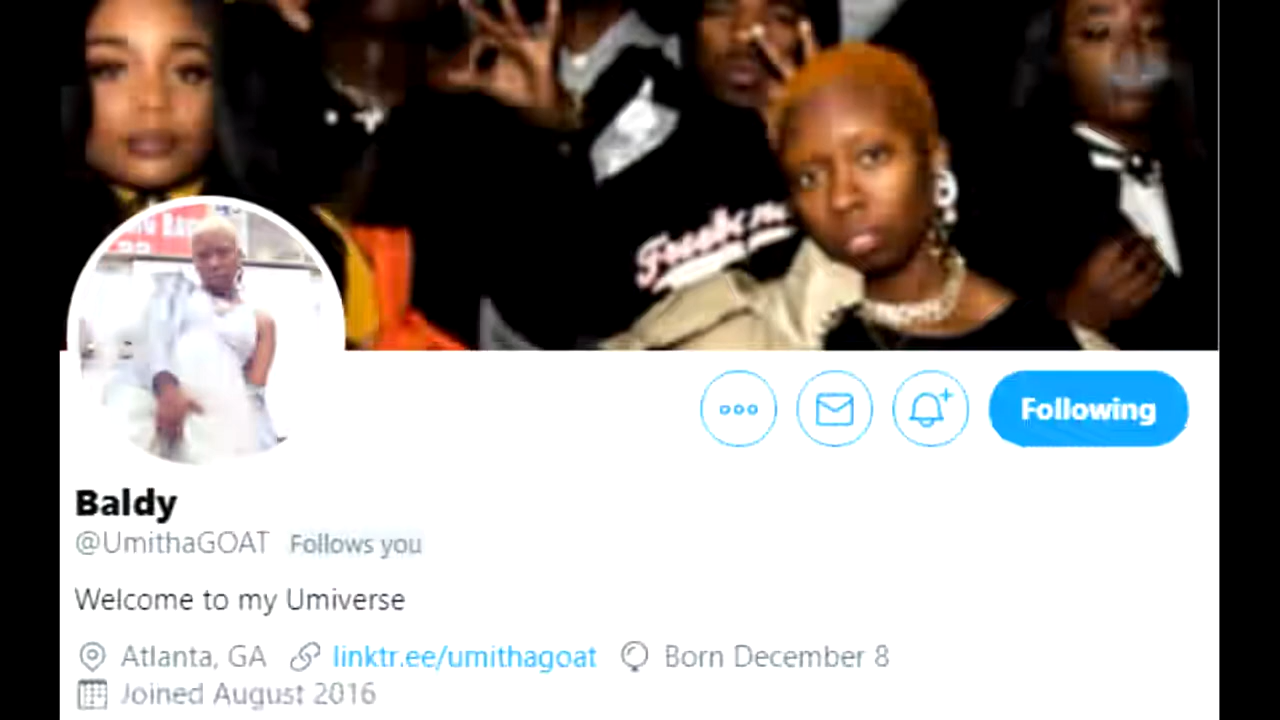 Following
Baldy
@UmithaGOAT Follows you
Welcome to my Umiverse
Atlanta, GA linktr.ee/umithagoat Born December 8
Joined August 2016